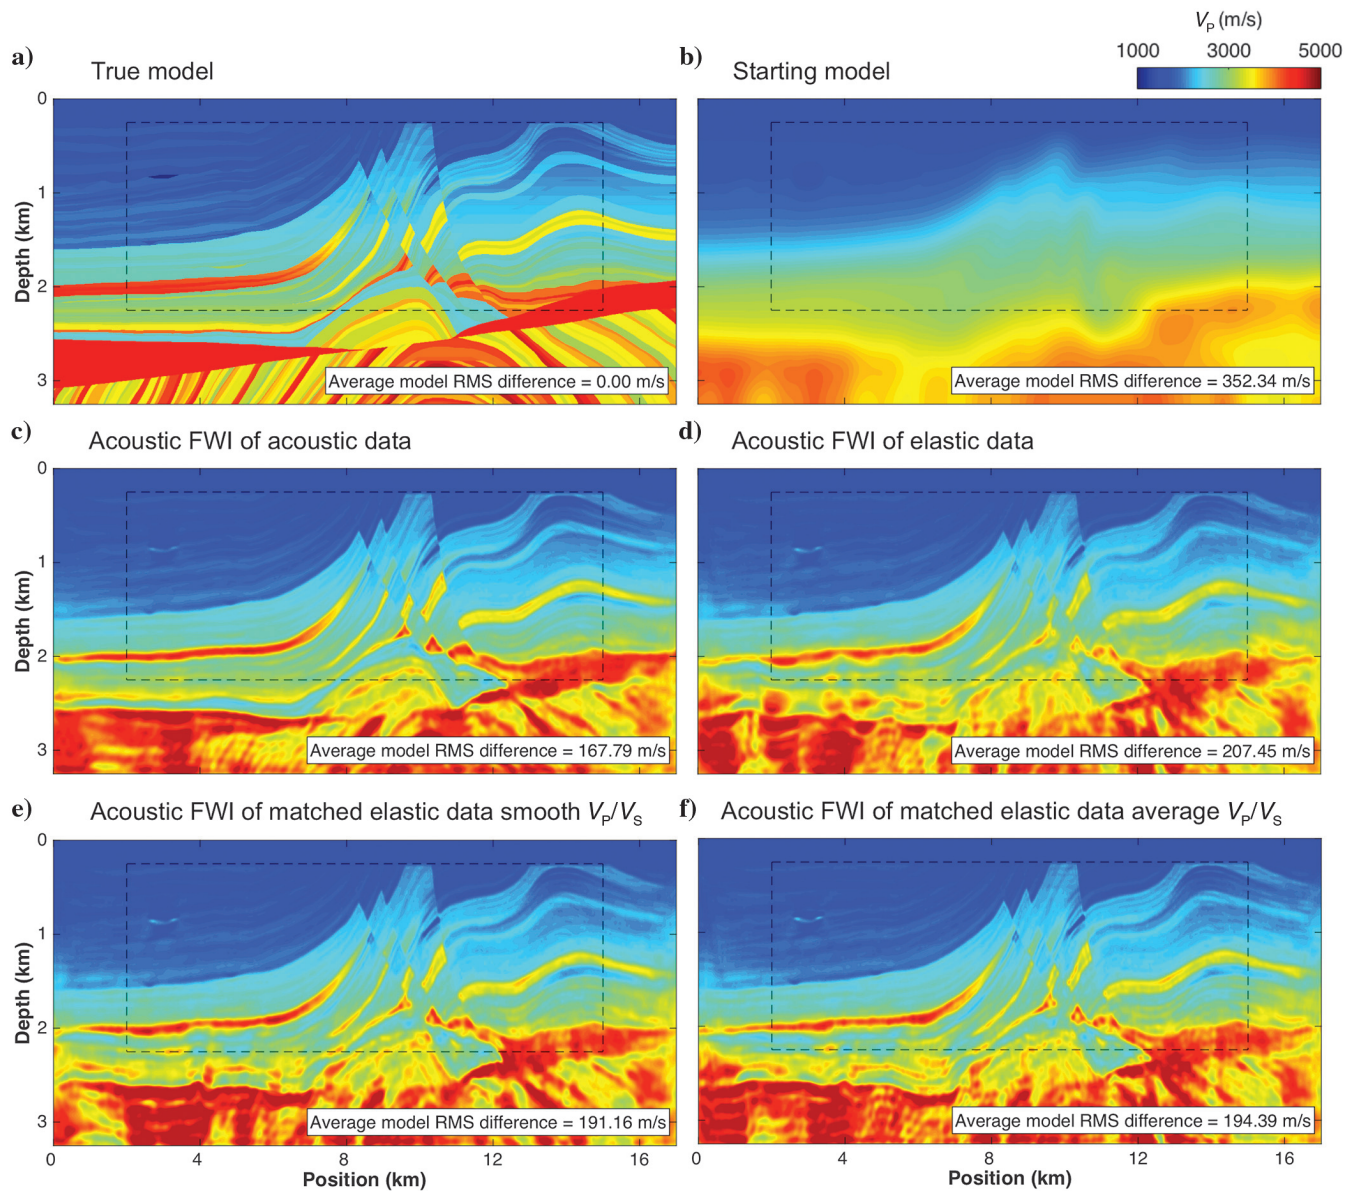 V_P (m/s)
1000 3000 5000
a) True model
b) Starting model
0
1
2
3
Depth (km)
Average model RMS difference = 0.00 m/s
Average model RMS difference = 352.34 m/s
c) Acoustic FWI of acoustic data
d) Acoustic FWI of elastic data
0
1
2
3
Depth (km)
Average model RMS difference = 167.79 m/s
Average model RMS difference = 207.45 m/s
e) Acoustic FWI of matched elastic data smooth V_P/V_S
f) Acoustic FWI of matched elastic data average V_P/V_S
0
1
2
3
Depth (km)
Average model RMS difference = 191.16 m/s
Average model RMS difference = 194.39 m/s
0 4 8 12 16
0 4 8 12 16
Position (km)
Position (km)